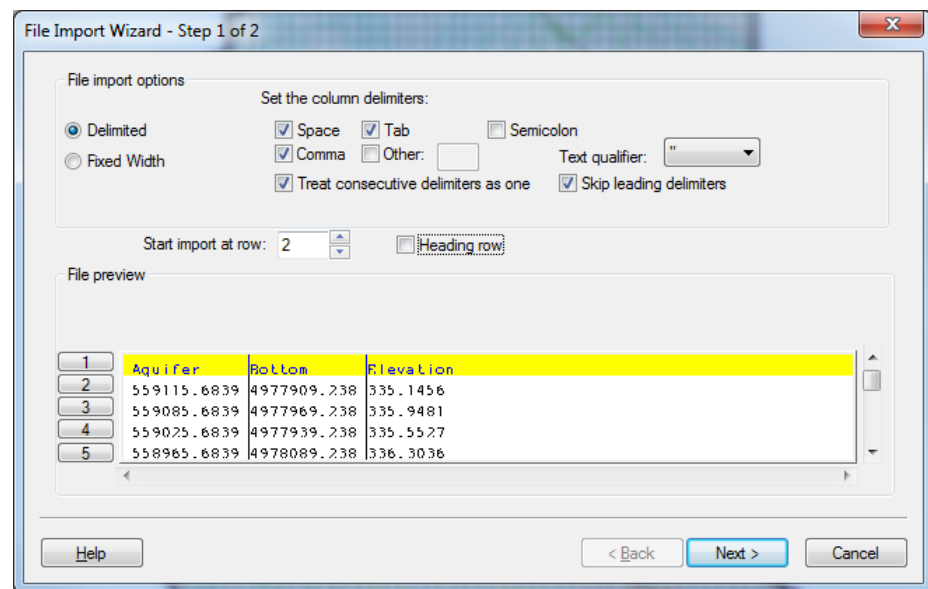 File Import Wizard - Step 1 of 2
File import options
Set the column delimiters:
Delimited
Space Tab Semicolon
Fixed Width
Comma Other: Text qualifier: "
Treat consecutive delimiters as one Skip leading delimiters
Start import at row: 2 Heading row
File preview
1 Aquifer Bottom Elevation
2 559115.6839 4977909.238 335.1456
3 559085.6839 4977969.238 335.9481
4 559025.6839 4977939.238 335.5527
5 558965.6839 4978089.238 336.3036
Help < Back Next > Cancel